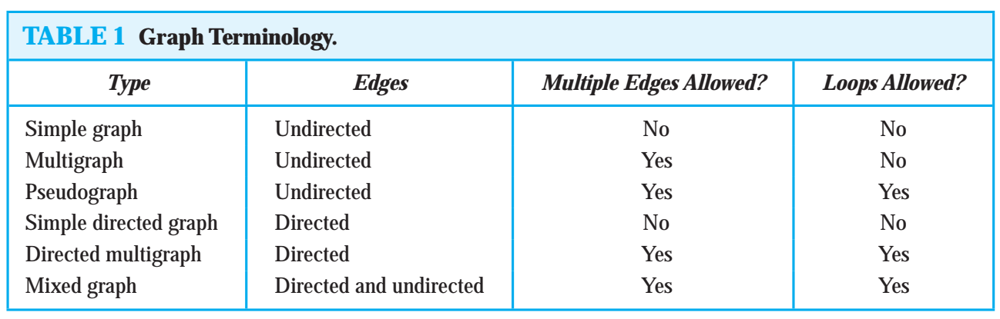 TABLE 1 Graph Terminology.
Type Edges Multiple Edges Allowed? Loops Allowed?
Simple graph Undirected No No
Multigraph Undirected Yes No
Pseudograph Undirected Yes Yes
Simple directed graph Directed No No
Directed multigraph Directed Yes Yes
Mixed graph Directed and undirected Yes Yes